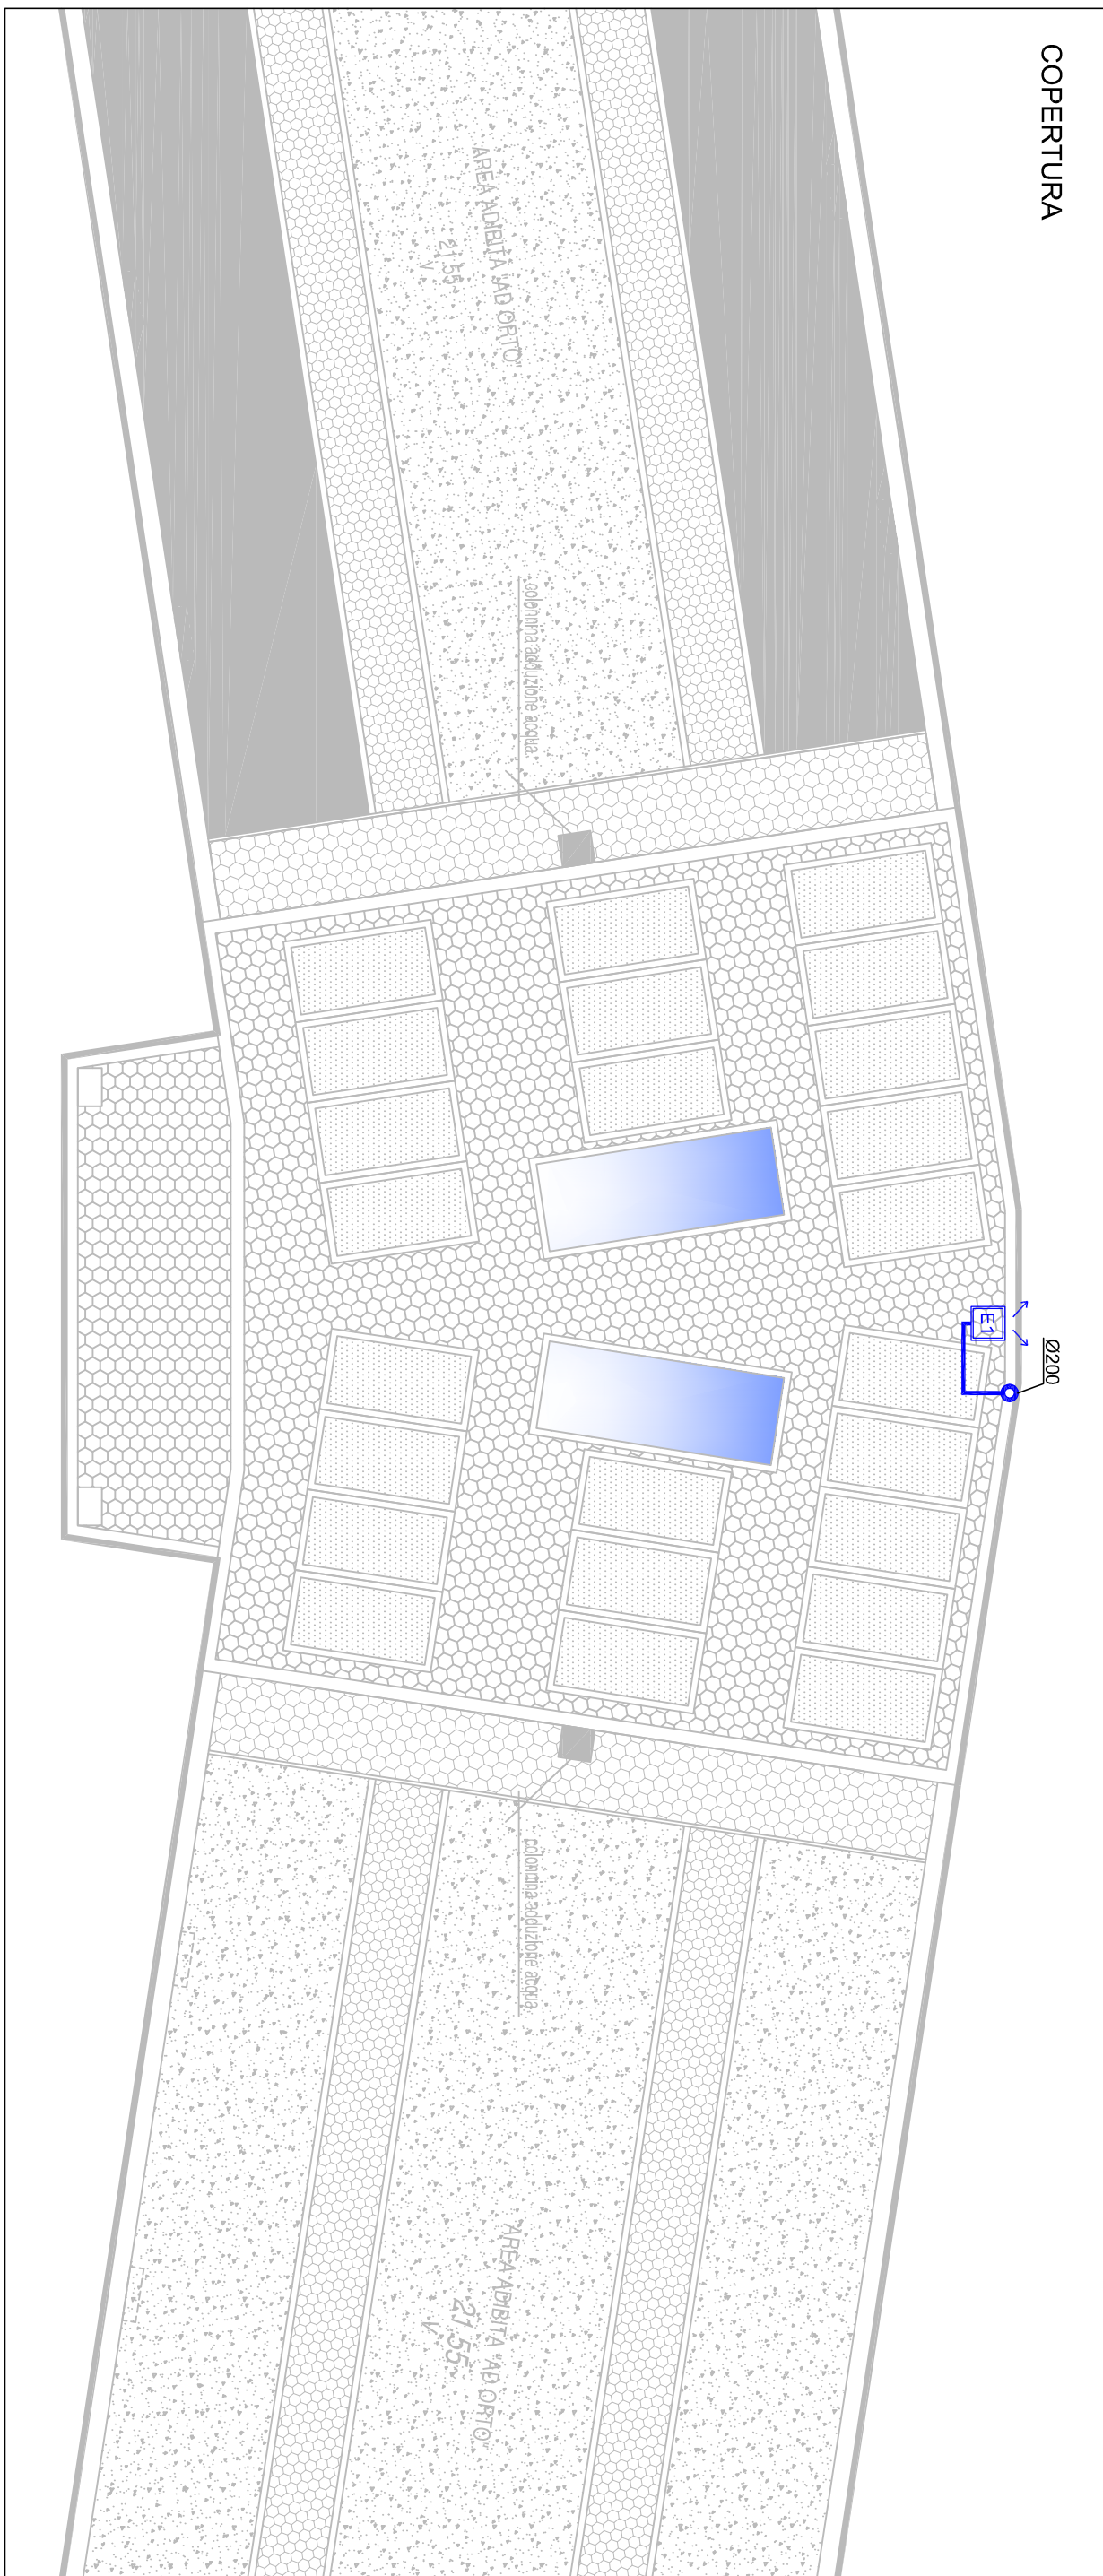 COPERTURA
AREA ADIBITA "AD ORTO"
21.55
colonnina adduzione acqua
E1
Ø200
colonnina adduzione acqua
AREA ADIBITA "AD ORTO"
21.55